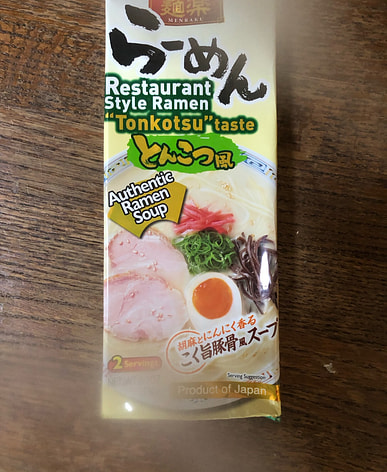 麺楽
MENRAKU
らーめん
Restaurant
Style Ramen
"Tonkotsu" taste
とんこつ風
Authentic
Ramen
Soup
胡麻とにんにく香る
こく旨豚骨風スープ
2 Servings
Serving Suggestion
Product of Japan